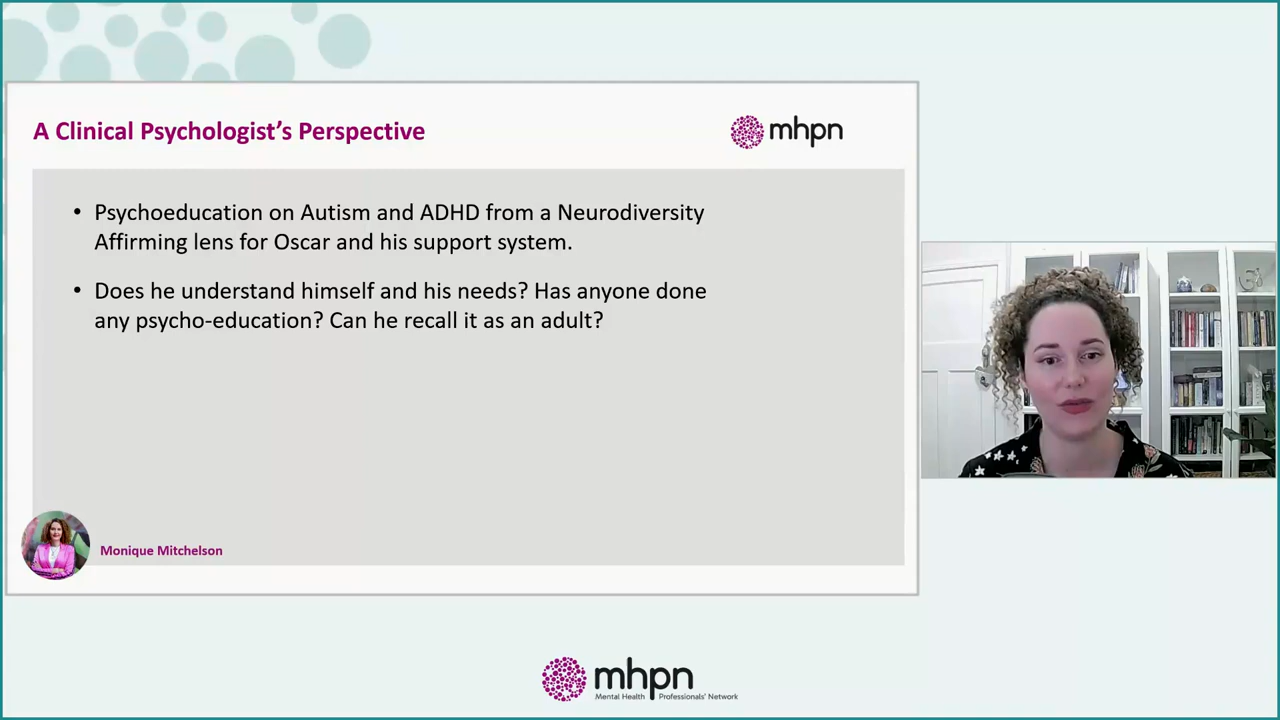 A Clinical Psychologist’s Perspective
mhpn
• Psychoeducation on Autism and ADHD from a Neurodiversity
Affirming lens for Oscar and his support system.
• Does he understand himself and his needs? Has anyone done
any psycho-education? Can he recall it as an adult?
Monique Mitchelson
mhpn
Mental Health Professionals' Network